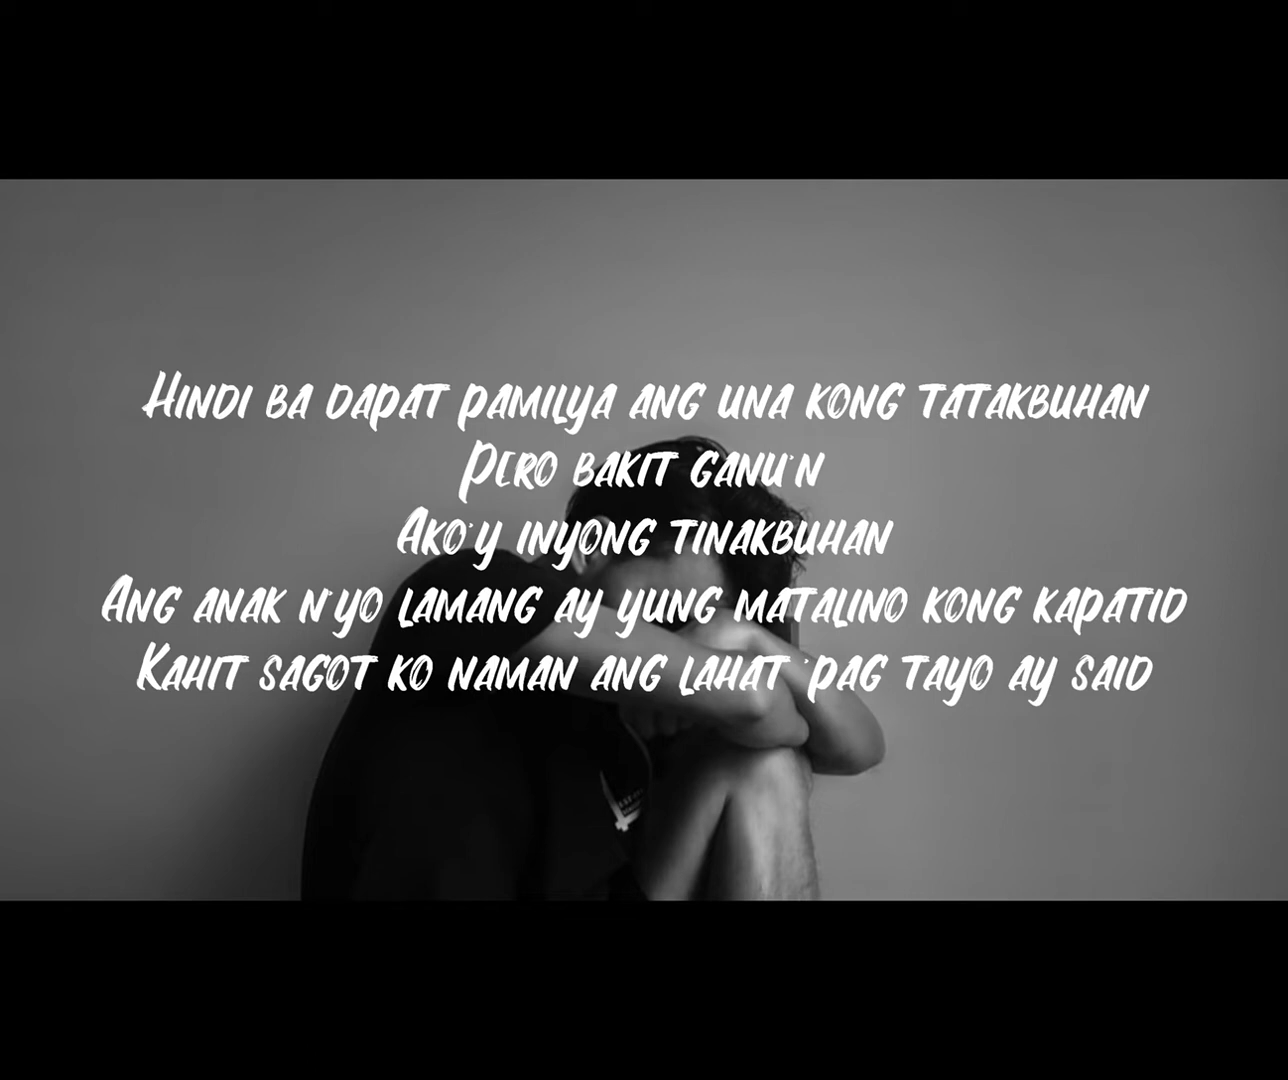 Hindi ba dapat pamilya ang una kong tatakbuhan
Pero bakit ganu'n
Ako'y inyong tinakbuhan
Ang anak n'yo lamang ay yung matalino kong kapatid
Kahit sagot ko naman ang lahat 'pag tayo ay said